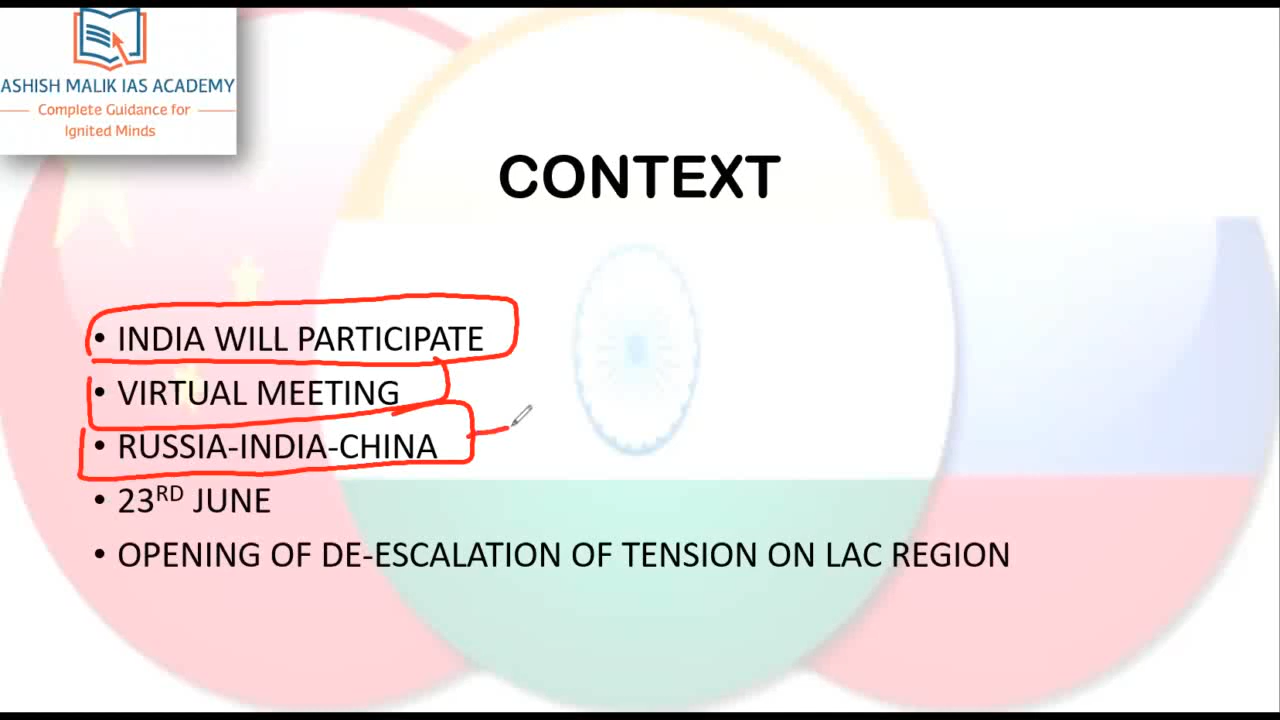 ASHISH MALIK IAS ACADEMY
Complete Guidance for
Ignited Minds
CONTEXT
• INDIA WILL PARTICIPATE
• VIRTUAL MEETING
• RUSSIA-INDIA-CHINA
• 23RD JUNE
• OPENING OF DE-ESCALATION OF TENSION ON LAC REGION